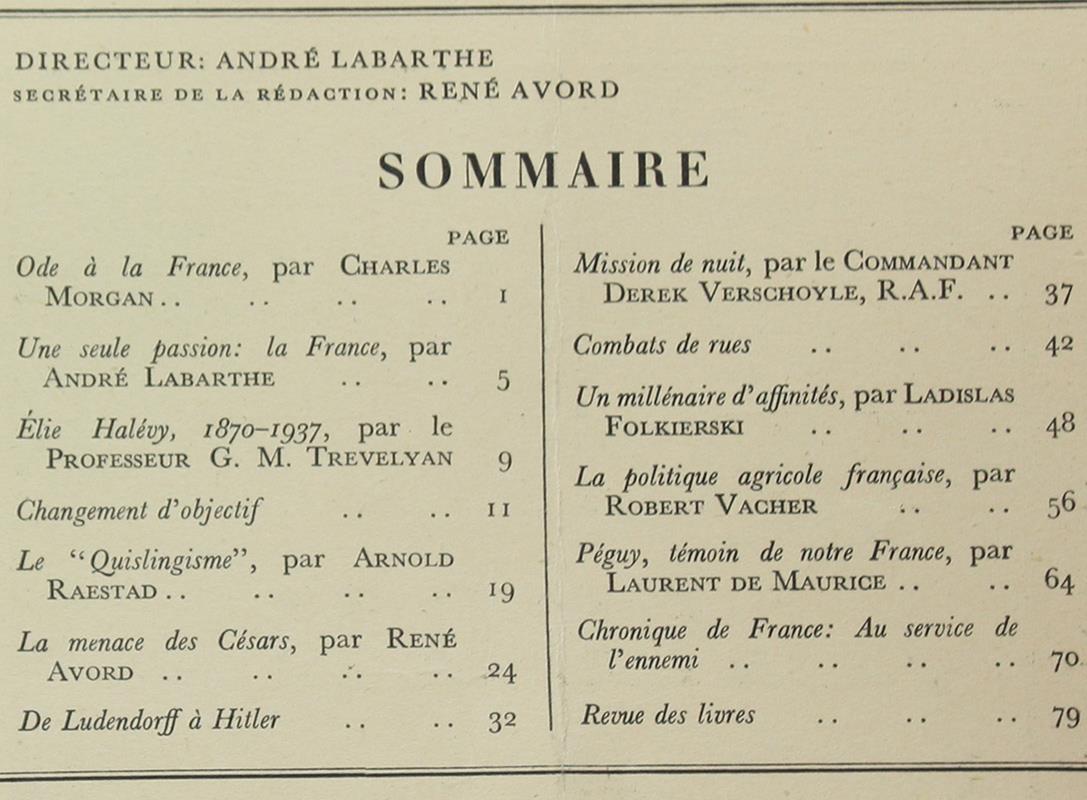 DIRECTEUR: ANDRÉ LABARTHE
SECRÉTAIRE DE LA RÉDACTION: RENÉ AVORD
SOMMAIRE
PAGE
Ode à la France, par CHARLES
MORGAN . . . . . . . . 1
Une seule passion: la France, par
ANDRÉ LABARTHE . . . . 5
Élie Halévy, 1870–1937, par le
PROFESSEUR G. M. TREVELYAN 9
Changement d'objectif . . . . 11
Le “Quislingisme”, par ARNOLD
RAESTAD . . . . . . . . 19
La menace des Césars, par RENÉ
AVORD . . . . . . . . 24
De Ludendorff à Hitler . . . . 32
PAGE
Mission de nuit, par le COMMANDANT
DEREK VERSCHOYLE, R.A.F. . . 37
Combats de rues . . . . . . 42
Un millénaire d'affinités, par LADISLAS
FOLKIERSKI . . . . . . 48
La politique agricole française, par
ROBERT VACHER . . . . 56
Péguy, témoin de notre France, par
LAURENT DE MAURICE . . . . 64
Chronique de France: Au service de
l'ennemi . . . . . . . . 70
Revue des livres . . . . . . 79